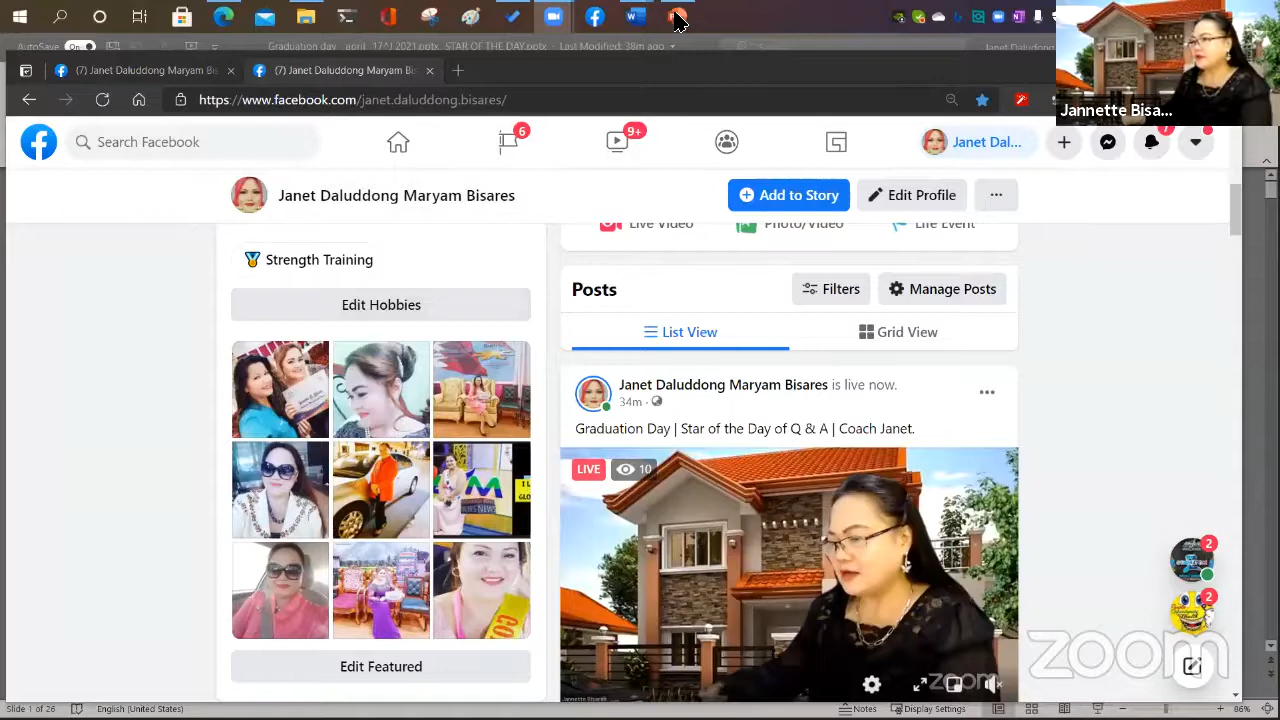 AutoSave On Graduation day april 17^J 2021.pptx STAR OF THE DAY.pptx - Last Modified: 38m ago
(7) Janet Daluddong Maryam Bis
(7) Janet Daluddong Maryam Bis
https://www.facebook.com/janet.daluddong.bisares/
Jannette Bisa...
Search Facebook
6
9+
Janet Dal...
7
Janet Daluddong Maryam Bisares
Add to Story
Edit Profile
Live Video
Photo/Video
Life Event
Strength Training
Edit Hobbies
Posts
Filters
Manage Posts
List View
Grid View
Janet Daluddong Maryam Bisares is live now.
34m
Graduation Day | Star of the Day of Q & A | Coach Janet.
LIVE
10
2
2
Edit Featured
zoom
zoom
Slide 1 of 26
English (United States)
Notes
Display Settings
86%